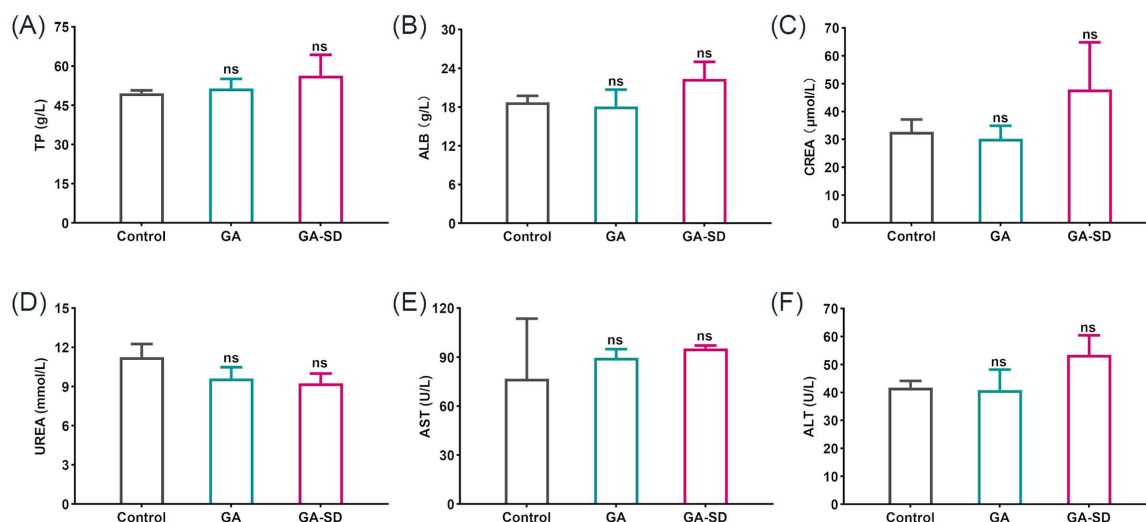 (A)
TP (g/L)
75
60
45
30
15
0
ns
ns
Control GA GA-SD
(B)
ALB (g/L)
30
24
18
12
6
0
ns
ns
Control GA GA-SD
(C)
CREA (μmol/L)
70
60
50
40
30
20
10
0
ns
ns
Control GA GA-SD
(D)
UREA (mmol/L)
15
12
9
6
3
0
ns
ns
Control GA GA-SD
(E)
AST (U/L)
120
90
60
30
0
ns
ns
Control GA GA-SD
(F)
ALT (U/L)
70
60
50
40
30
20
10
0
ns
ns
Control GA GA-SD